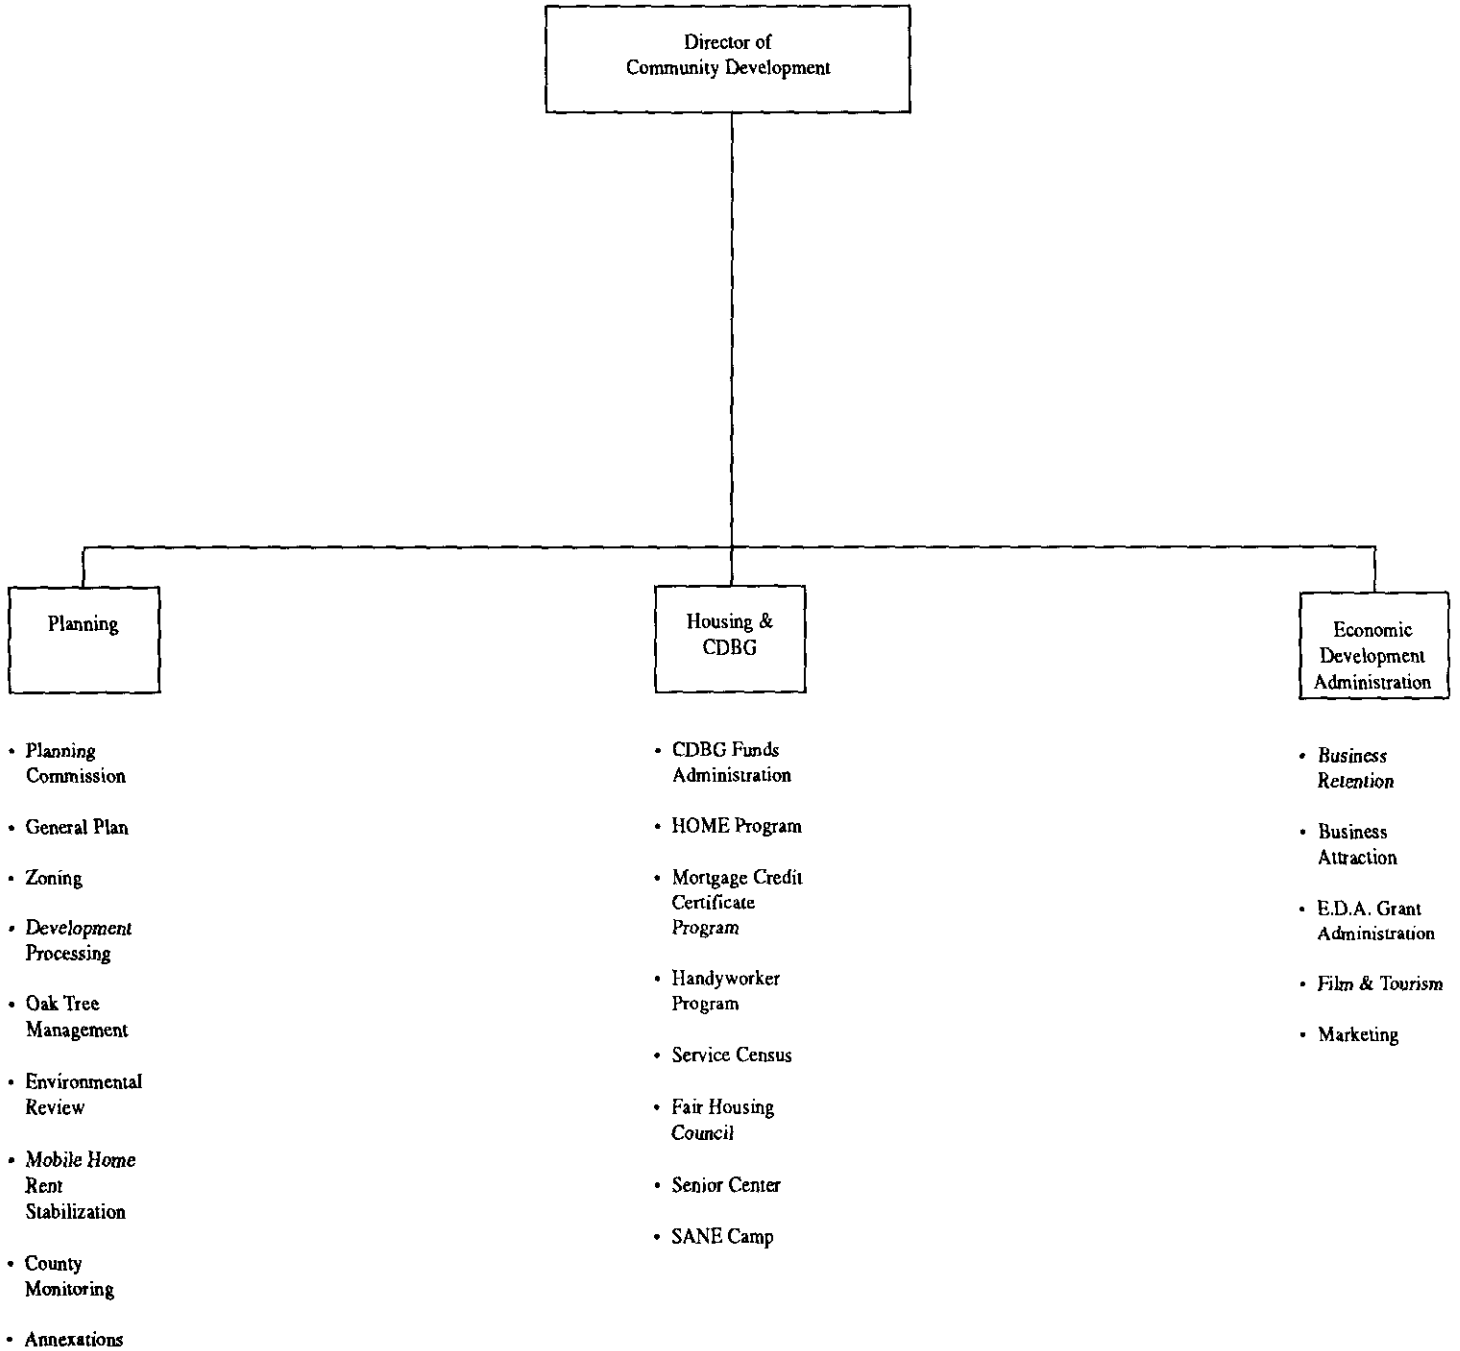 Director of
Community Development
Planning
• Planning
Commission
• General Plan
• Zoning
• Development
Processing
• Oak Tree
Management
• Environmental
Review
• Mobile Home
Rent
Stabilization
• County
Monitoring
• Annexations
Housing &
CDBG
• CDBG Funds
Administration
• HOME Program
• Mortgage Credit
Certificate
Program
• Handyworker
Program
• Service Census
• Fair Housing
Council
• Senior Center
• SANE Camp
Economic
Development
Administration
• Business
Retention
• Business
Attraction
• E.D.A. Grant
Administration
• Film & Tourism
• Marketing